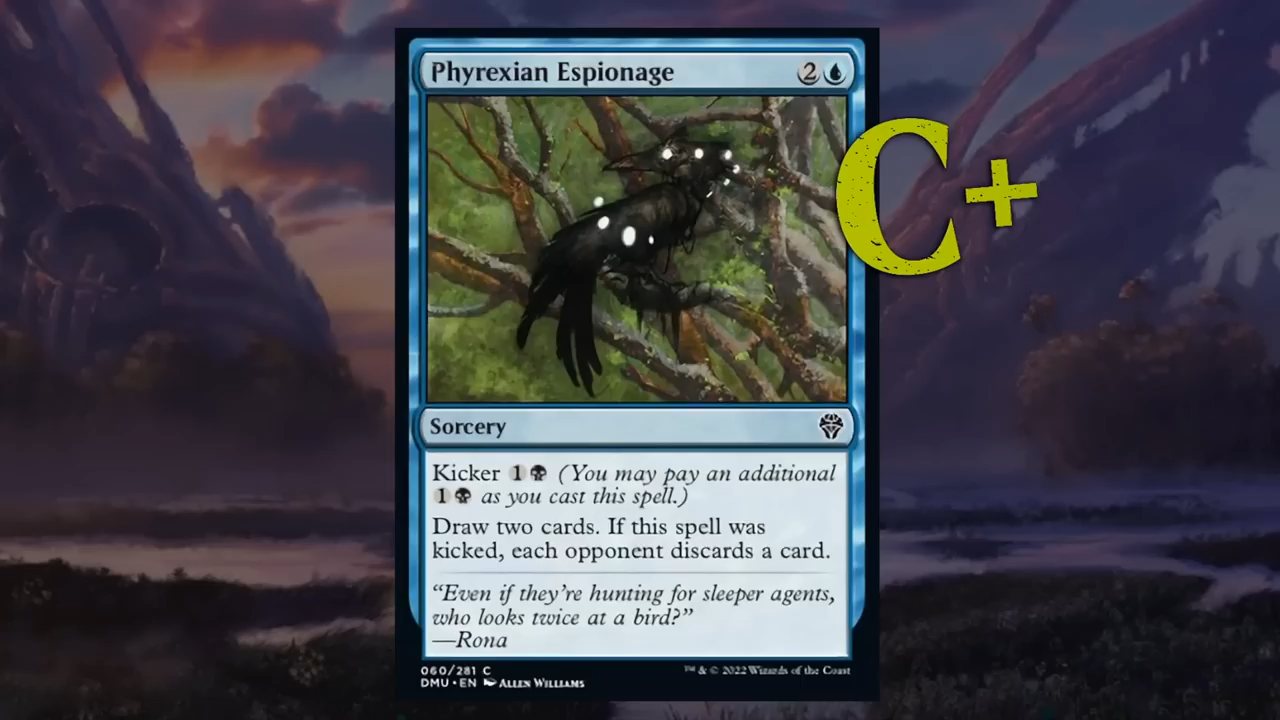 Phyrexian Espionage 2
C+
Sorcery
Kicker 1 (You may pay an additional
1 as you cast this spell.)
Draw two cards. If this spell was
kicked, each opponent discards a card.
“Even if they’re hunting for sleeper agents,
who looks twice at a bird?”
—Rona
060/281 C
DMU • EN ALLEN WILLIAMS
™ & © 2022 Wizards of the Coast